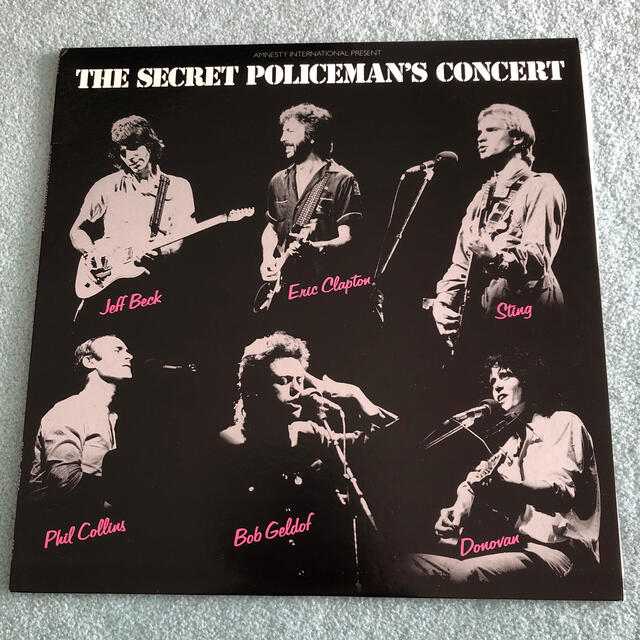 AMNESTY INTERNATIONAL PRESENT
THE SECRET POLICEMAN'S CONCERT
Jeff Beck
Eric Clapton
Sting
Phil Collins
Bob Geldof
Donovan